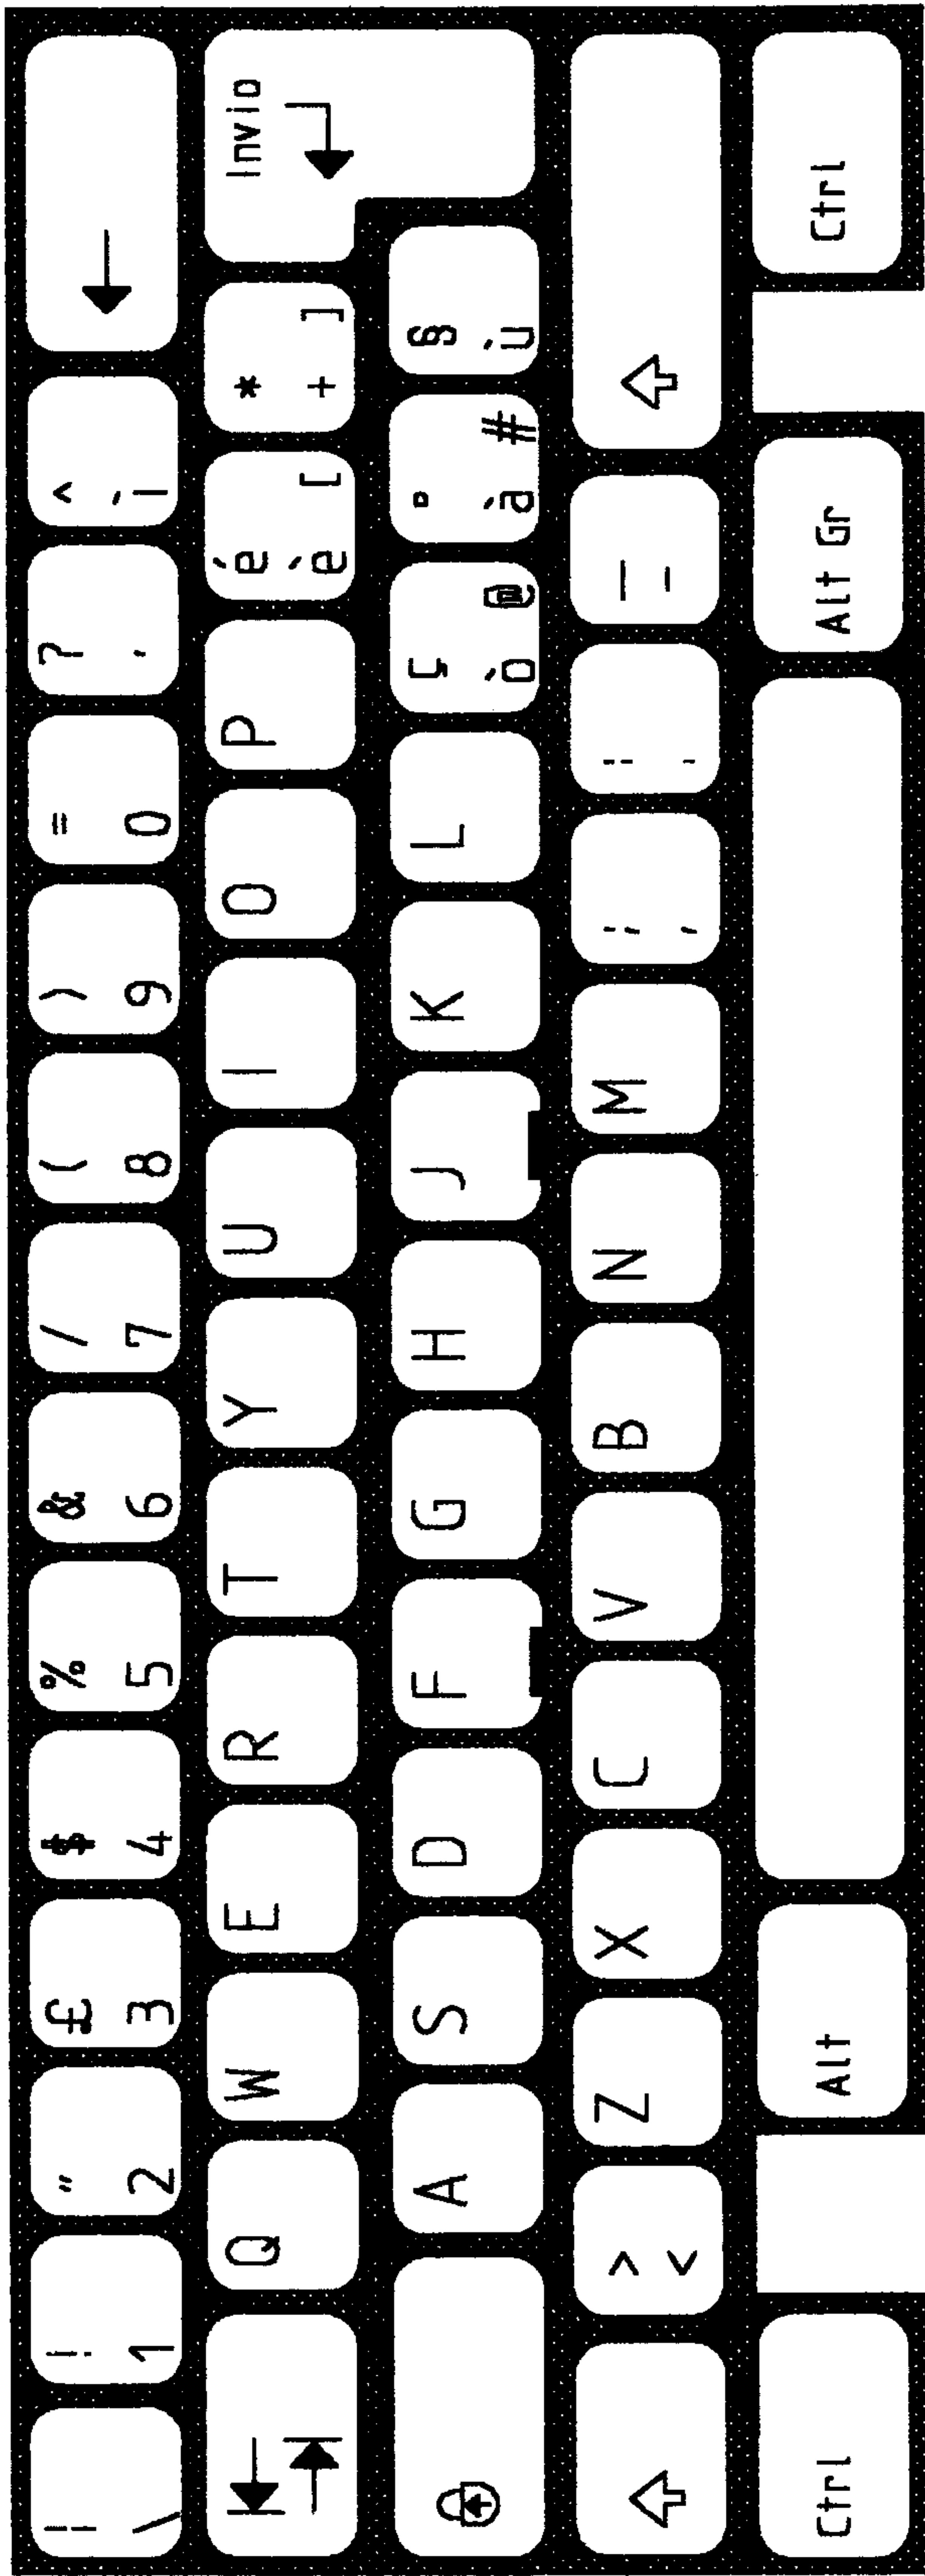 | ! " £ $ % & / ( ) = ? ^
\ 1 2 3 4 5 6 7 8 9 0 ' ì
Q W E R T Y U I O P é * Invio
è [ + ]
A S D F G H J K L ç ° §
ò @ à # ù
> Z X C V B N M ; : _
< , . -
Ctrl Alt Alt Gr Ctrl